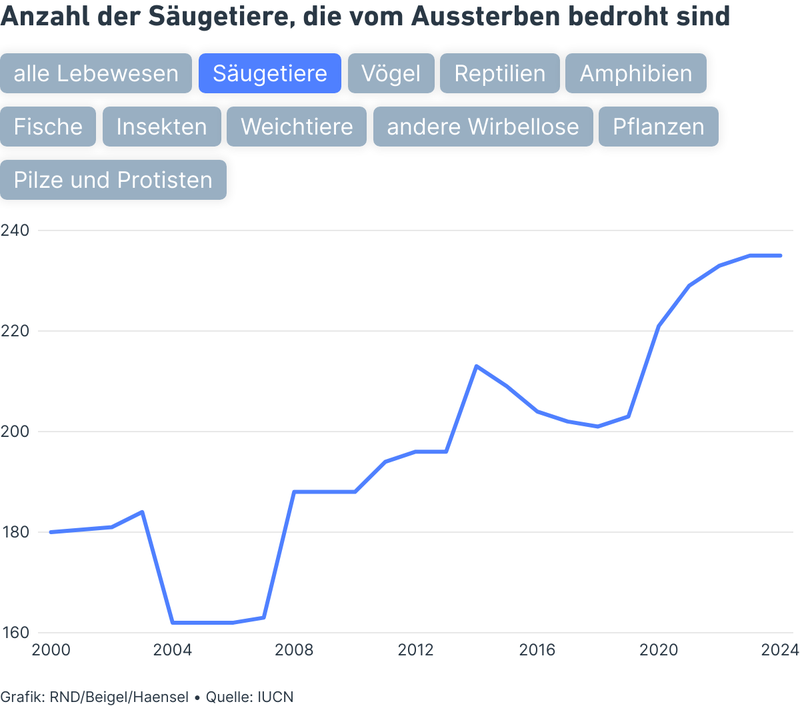 Anzahl der Säugetiere, die vom Aussterben bedroht sind
alle Lebewesen Säugetiere Vögel Reptilien Amphibien
Fische Insekten Weichtiere andere Wirbellose Pflanzen
Pilze und Protisten
240
220
200
180
160
2000 2004 2008 2012 2016 2020 2024
Grafik: RND/Beigel/Haensel • Quelle: IUCN